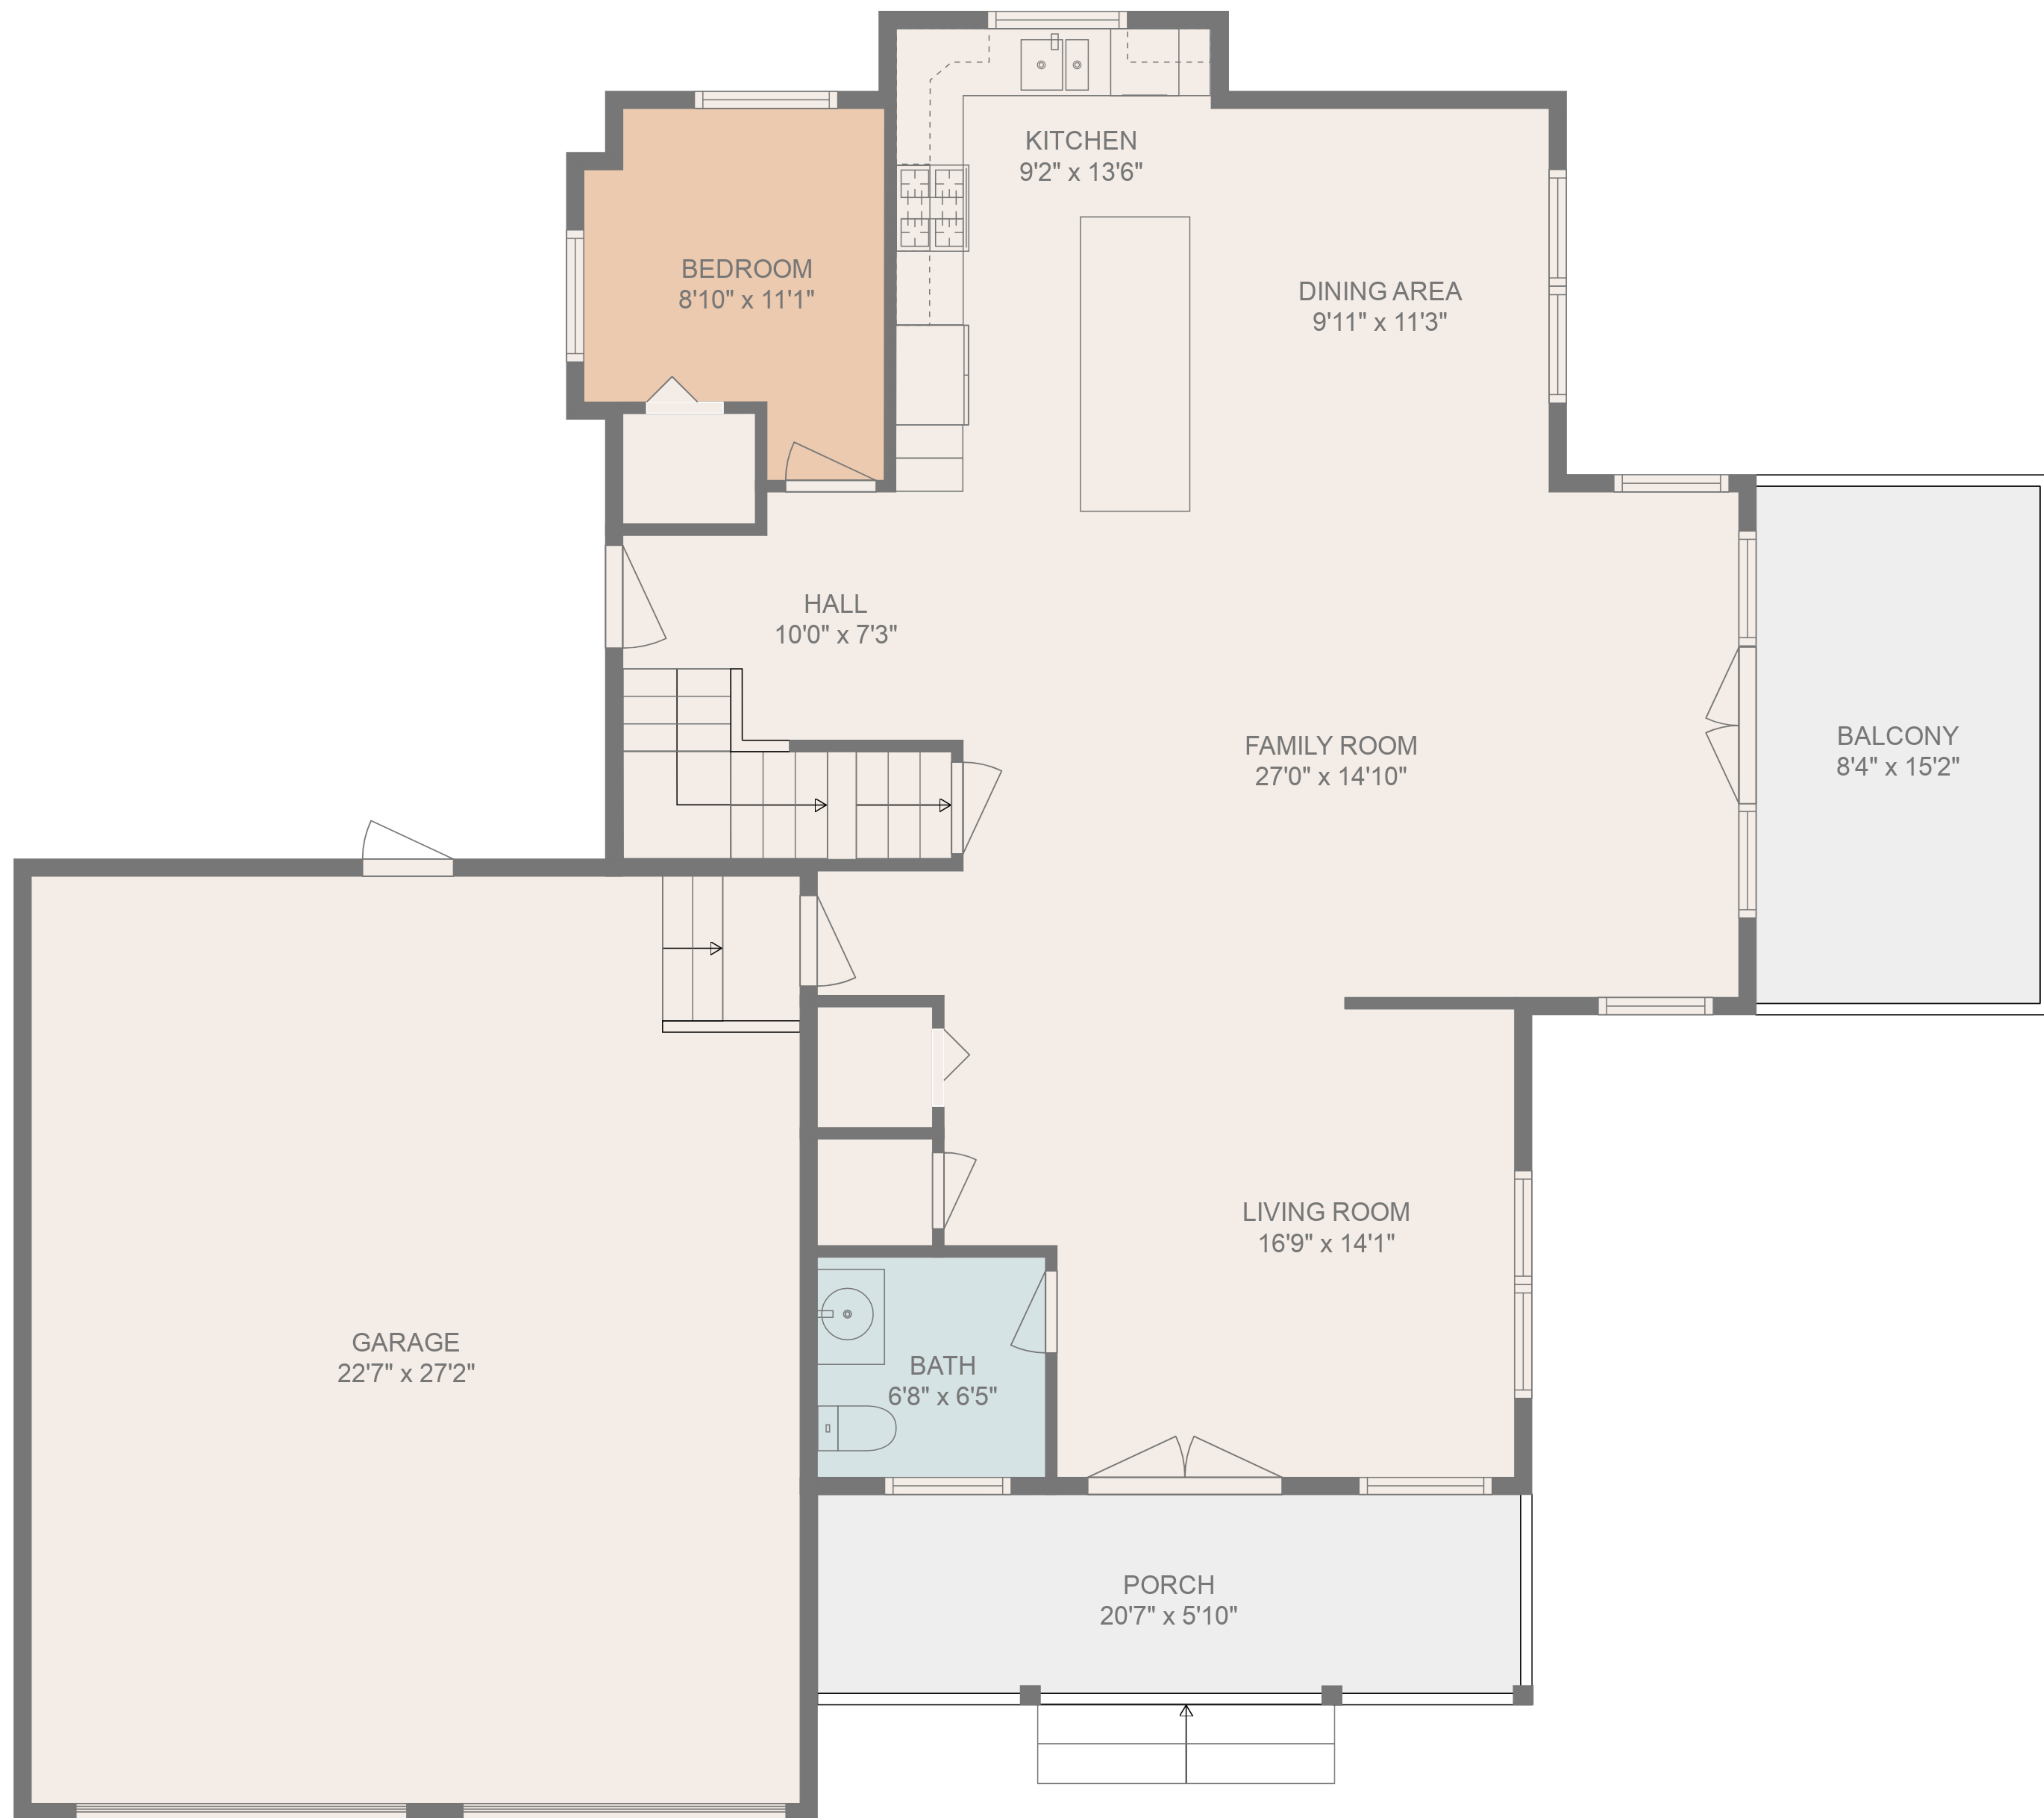 KITCHEN
9'2" x 13'6"
BEDROOM
8'10" x 11'1"
DINING AREA
9'11" x 11'3"
HALL
10'0" x 7'3"
FAMILY ROOM
27'0" x 14'10"
BALCONY
8'4" x 15'2"
LIVING ROOM
16'9" x 14'1"
GARAGE
22'7" x 27'2"
BATH
6'8" x 6'5"
PORCH
20'7" x 5'10"